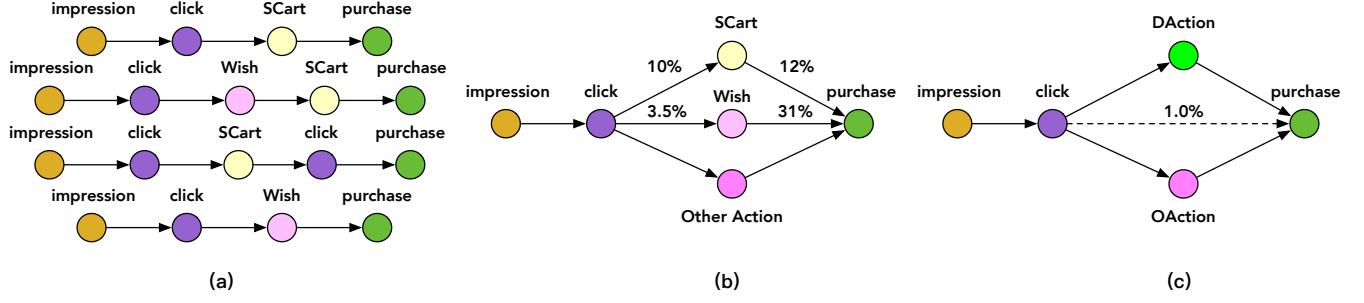 impression click SCart purchase
impression click Wish SCart purchase
impression click SCart click purchase
impression click Wish purchase
(a)
SCart
10% 12%
impression click Wish purchase
3.5% 31%
Other Action
(b)
DAction
impression click purchase
1.0%
OAction
(c)